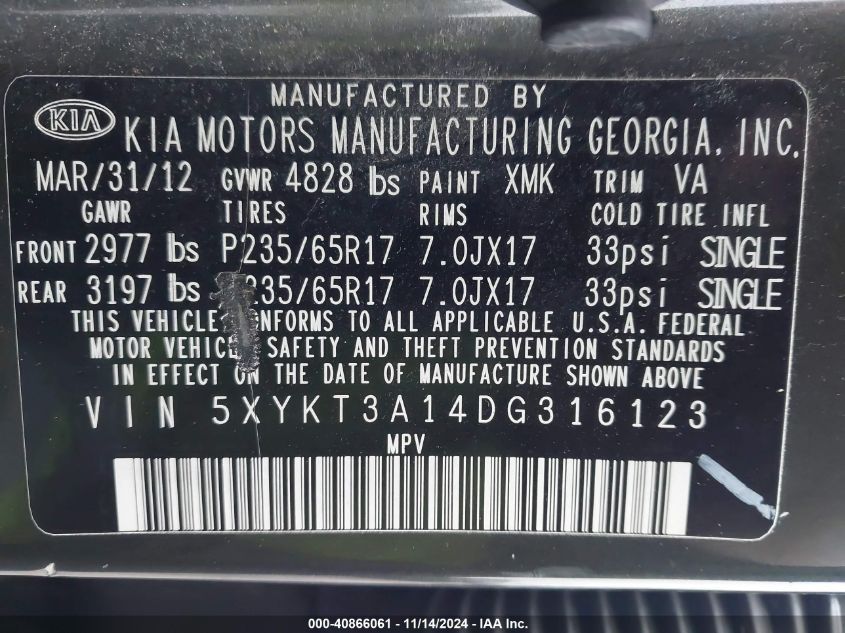 MANUFACTURED BY
KIA KIA MOTORS MANUFACTURING GEORGIA, INC.
MAR/31/12 GVWR 4828 lbs PAINT XMK TRIM VA
GAWR TIRES RIMS COLD TIRE INFL
FRONT 2977 lbs P235/65R17 7.0JX17 33psi SINGLE
REAR 3197 lbs 235/65R17 7.0JX17 33psi SINGLE
THIS VEHICLE NFORMS TO ALL APPLICABLE U.S.A. FEDERAL
MOTOR VEHIC SAFETY AND THEFT PREVENTION STANDARDS
IN EFFECT ON THE DATE OF MANUFACTURE SHOWN ABOVE
VIN 5XYKT3A14DG316123
MPV
000-40866061 - 11/14/2024 - IAA Inc.